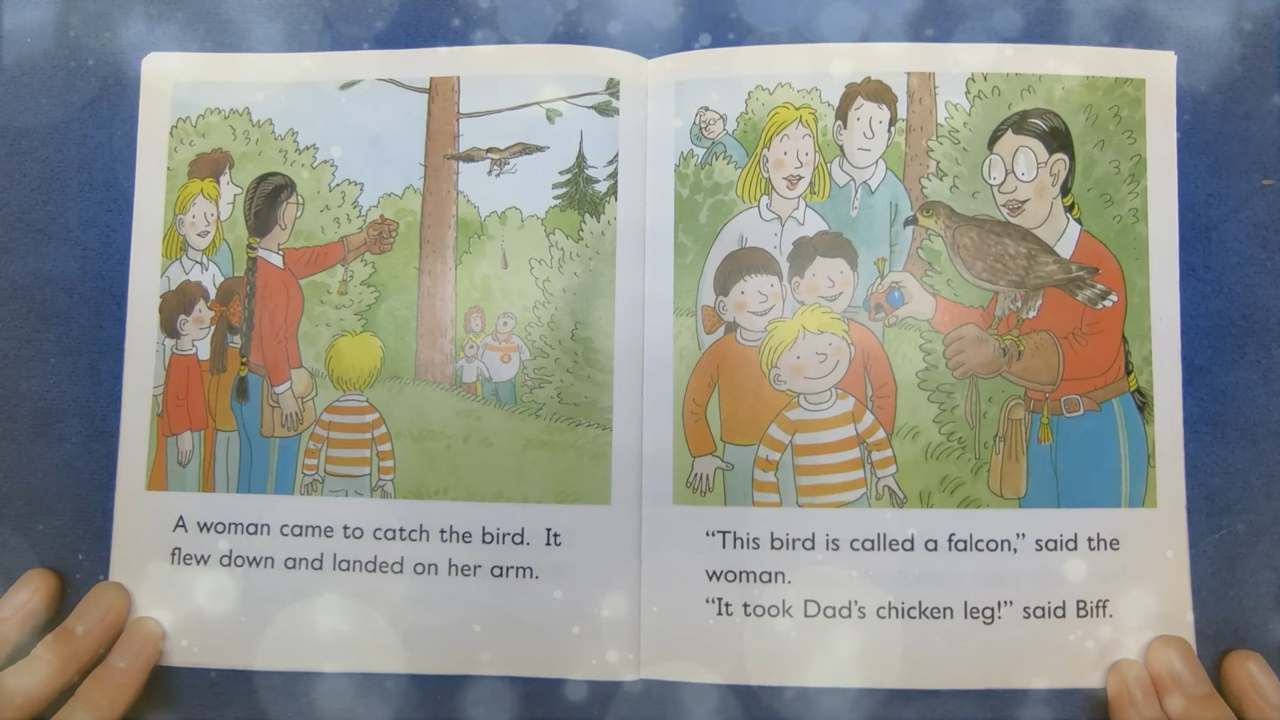 A woman came to catch the bird. It
flew down and landed on her arm.
“This bird is called a falcon,” said the
woman.
“It took Dad’s chicken leg!” said Biff.